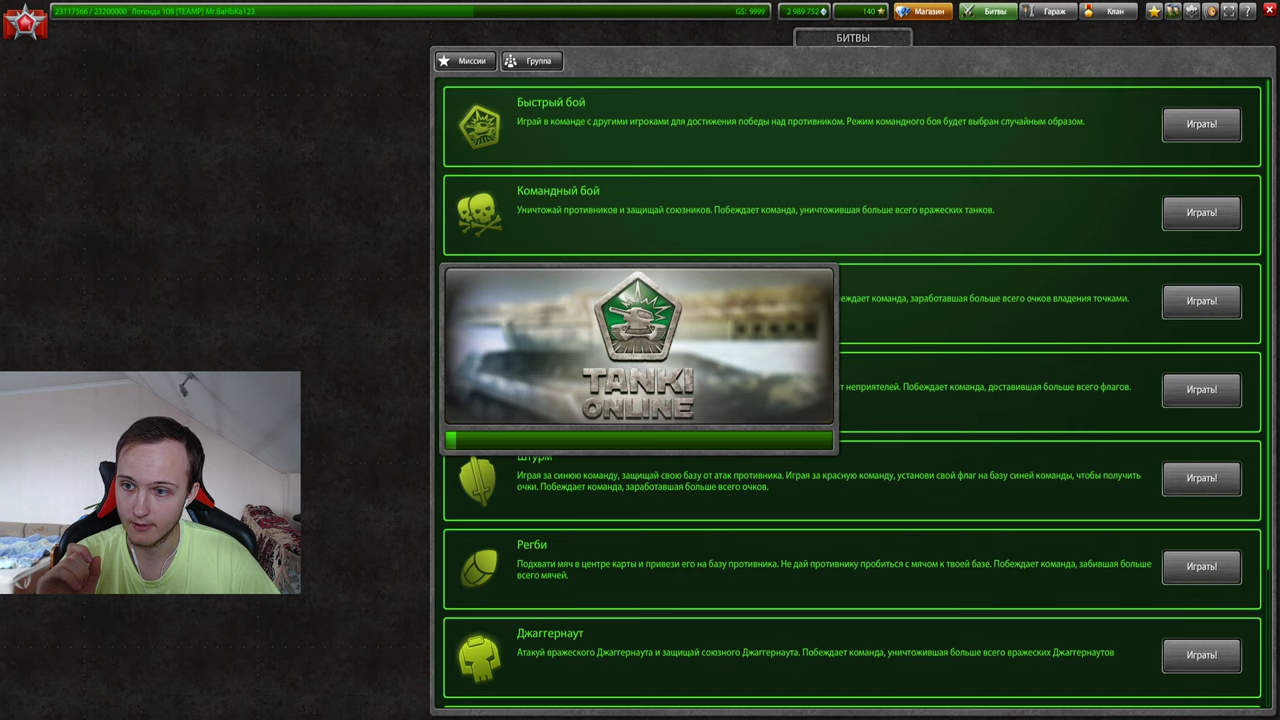 23117566 / 23200000 Легенда 108 [TEAMP] Mr.BaHbKa123
GS: 9999
2 989 752
140
Магазин
Битвы
Гараж
Клан
?
БИТВЫ
Миссии
Группа
Быстрый бой
Играй в команде с другими игроками для достижения победы над противником. Режим командного боя будет выбран случайным образом.
Играть!
Командный бой
Уничтожай противников и защищай союзников. Побеждает команда, уничтожившая больше всего вражеских танков.
Играть!
еждает команда, заработавшая больше всего очков владения точками.
Играть!
TANKI
ONLINE
т неприятелей. Побеждает команда, доставившая больше всего флагов.
Играть!
Штурм
Играя за синюю команду, защищай свою базу от атак противника. Играя за красную команду, установи свой флаг на базу синей команды, чтобы получить
очки. Побеждает команда, заработавшая больше всего очков.
Играть!
Регби
Подхвати мяч в центре карты и привези его на базу противника. Не дай противнику пробиться с мячом к твоей базе. Побеждает команда, забившая больше
всего мячей.
Играть!
Джаггернаут
Атакуй вражеского Джаггернаута и защищай союзного Джаггернаута. Побеждает команда, уничтожившая больше всего вражеских Джаггернаутов
Играть!